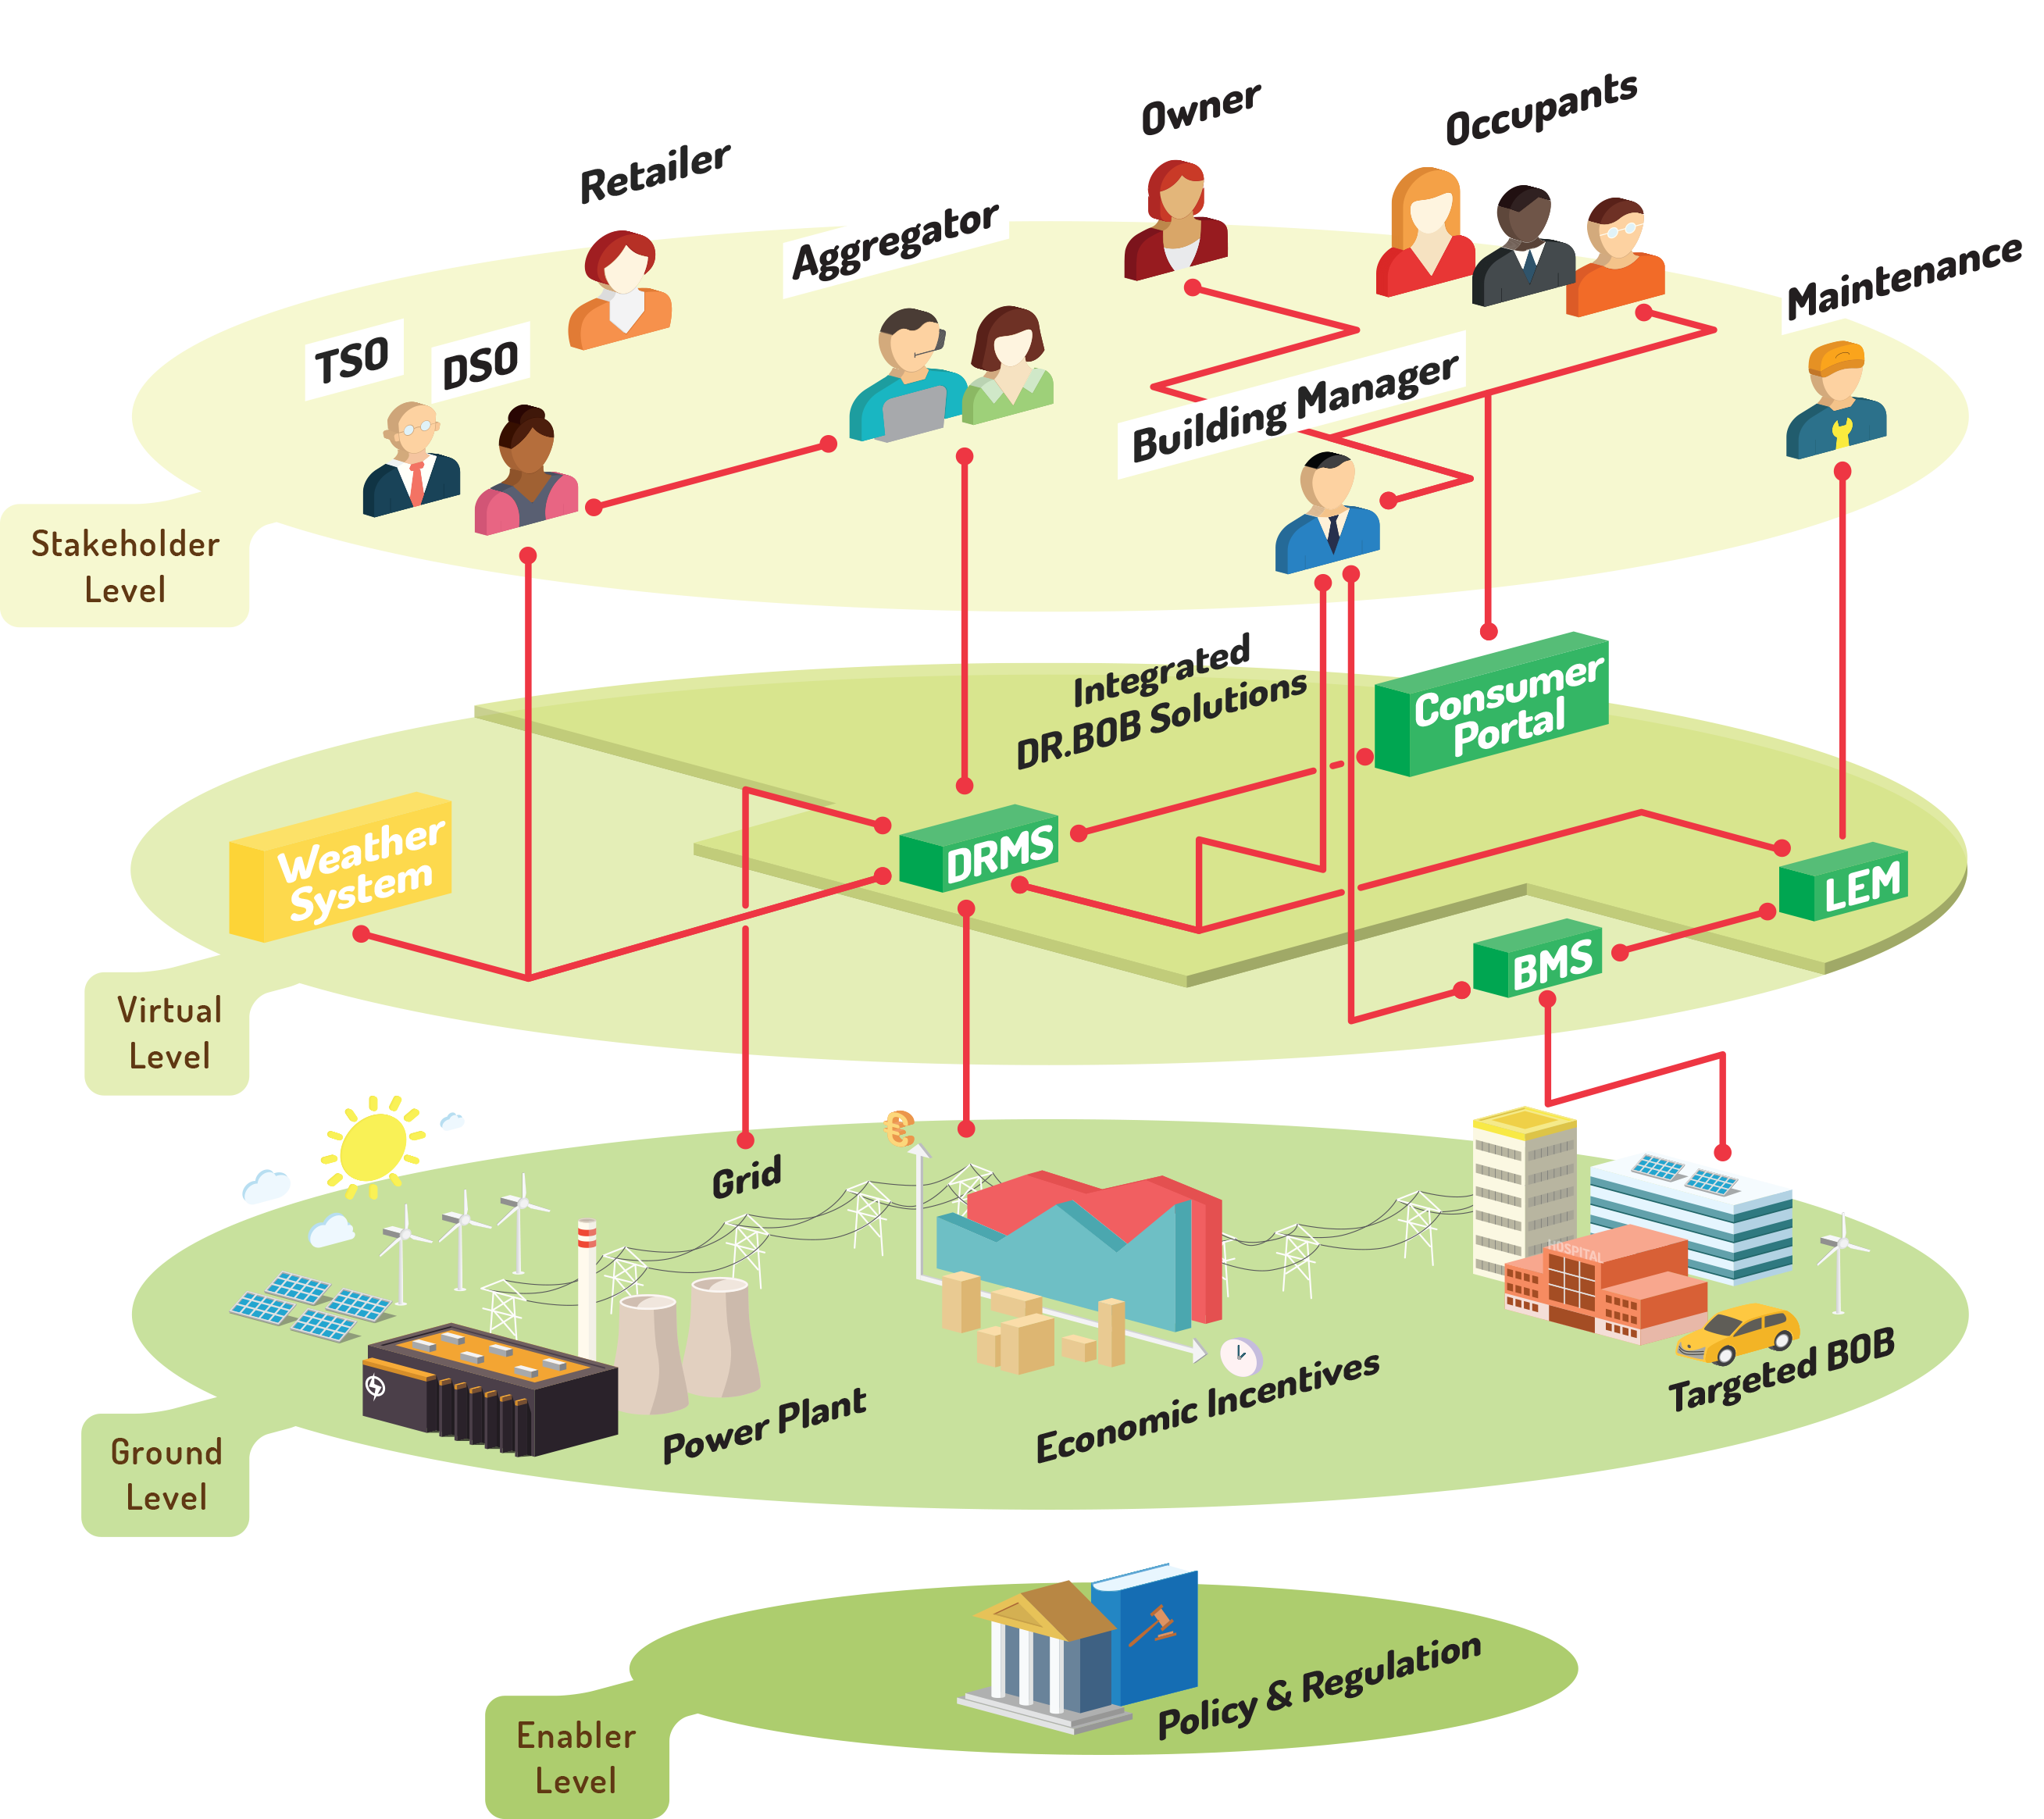 Owner
Occupants
Retailer
Aggregator
Maintenance
TSO
DSO
Building Manager
Stakeholder
Level
Integrated
DR.BOB Solutions
Consumer
Portal
Weather
System
DRMS
LEM
BMS
Virtual
Level
€
Grid
HOSPITAL
Targeted BOB
Economic Incentives
Power Plant
Ground
Level
Policy & Regulation
Enabler
Level